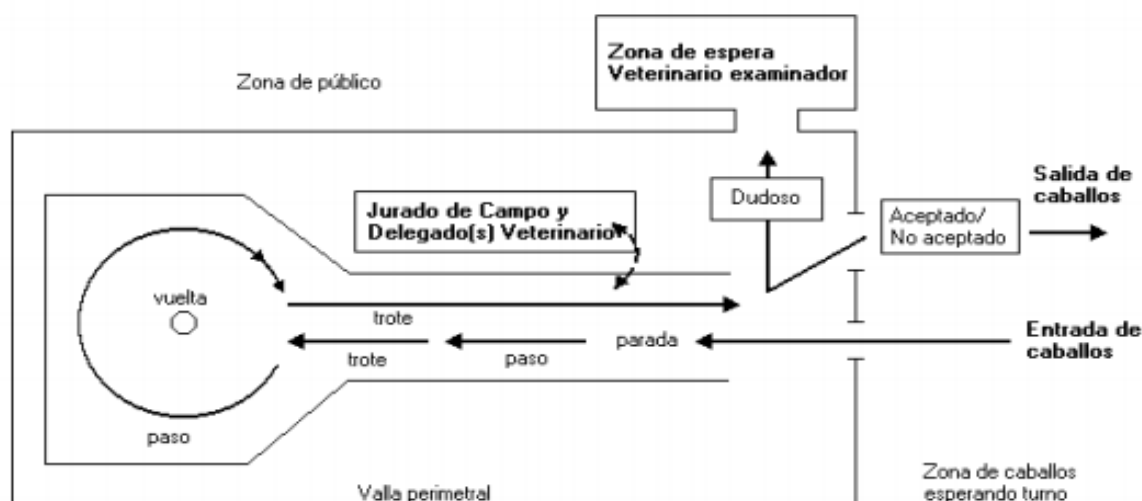 Zona de espera
Veterinario examinador
Zona de público
Dudoso
Salida de
caballos
Jurado de Campo y
Delegado(s) Veterinario
Aceptado/
No aceptado
vuelta
trote
Entrada de
caballos
parada
paso
trote
paso
Zona de caballos
esperando turno
Valla perimetral